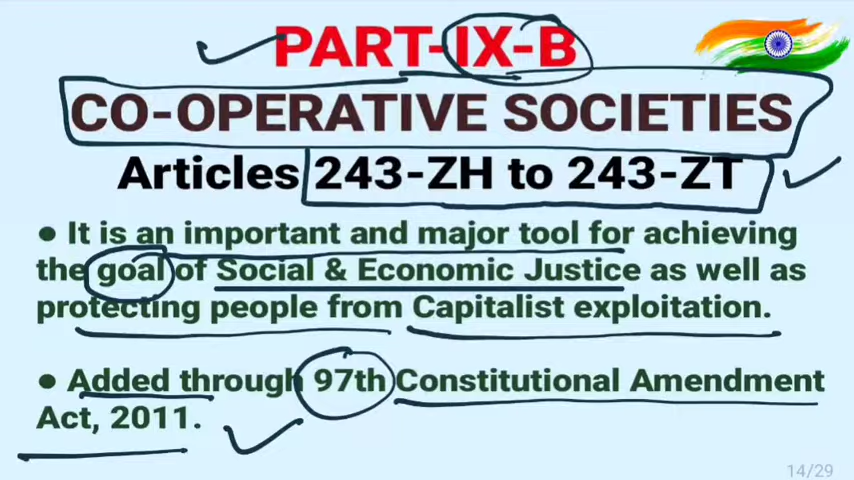 PART-IX-B
CO-OPERATIVE SOCIETIES
Articles 243-ZH to 243-ZT
● It is an important and major tool for achieving
the goal of Social & Economic Justice as well as
protecting people from Capitalist exploitation.
● Added through 97th Constitutional Amendment
Act, 2011.
14/29